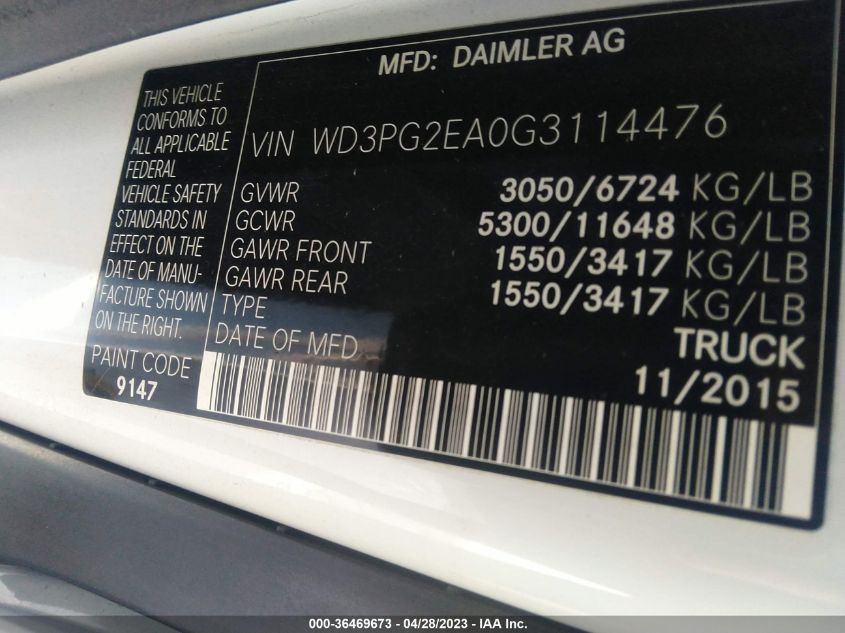 MFD: DAIMLER AG
THIS VEHICLE
CONFORMS TO
ALL APPLICABLE
FEDERAL
VEHICLE SAFETY
STANDARDS IN
EFFECT ON THE
DATE OF MANU-
FACTURE SHOWN
ON THE RIGHT.
PAINT CODE
9147
VIN WD3PG2EA0G3114476
GVWR 3050/6724 KG/LB
GCWR 5300/11648 KG/LB
GAWR FRONT 1550/3417 KG/LB
GAWR REAR 1550/3417 KG/LB
TYPE TRUCK
DATE OF MFD 11/2015
000-36469673 - 04/28/2023 - IAA Inc.